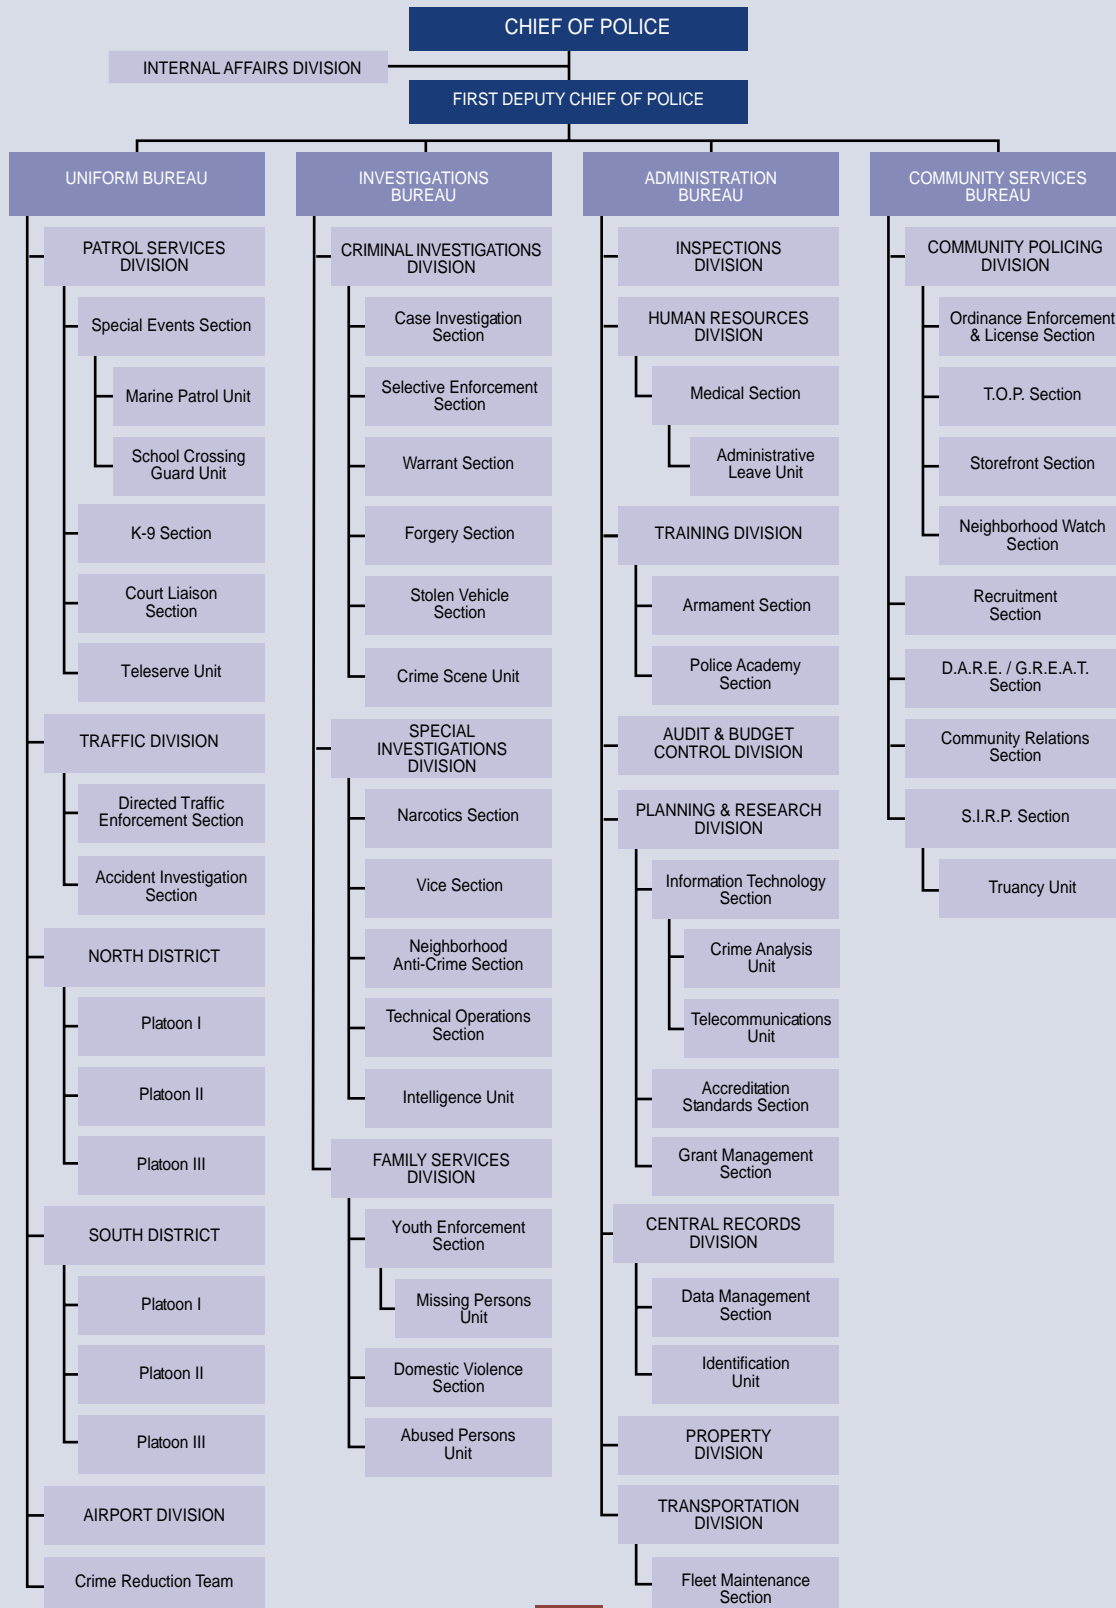 CHIEF OF POLICE
INTERNAL AFFAIRS DIVISION
FIRST DEPUTY CHIEF OF POLICE
UNIFORM BUREAU
PATROL SERVICES
DIVISION
Special Events Section
Marine Patrol Unit
School Crossing
Guard Unit
K-9 Section
Court Liaison
Section
Teleserve Unit
TRAFFIC DIVISION
Directed Traffic
Enforcement Section
Accident Investigation
Section
NORTH DISTRICT
Platoon I
Platoon II
Platoon III
SOUTH DISTRICT
Platoon I
Platoon II
Platoon III
AIRPORT DIVISION
Crime Reduction Team
INVESTIGATIONS
BUREAU
CRIMINAL INVESTIGATIONS
DIVISION
Case Investigation
Section
Selective Enforcement
Section
Warrant Section
Forgery Section
Stolen Vehicle
Section
Crime Scene Unit
SPECIAL
INVESTIGATIONS
DIVISION
Narcotics Section
Vice Section
Neighborhood
Anti-Crime Section
Technical Operations
Section
Intelligence Unit
FAMILY SERVICES
DIVISION
Youth Enforcement
Section
Missing Persons
Unit
Domestic Violence
Section
Abused Persons
Unit
ADMINISTRATION
BUREAU
INSPECTIONS
DIVISION
HUMAN RESOURCES
DIVISION
Medical Section
Administrative
Leave Unit
TRAINING DIVISION
Armament Section
Police Academy
Section
AUDIT & BUDGET
CONTROL DIVISION
PLANNING & RESEARCH
DIVISION
Information Technology
Section
Crime Analysis
Unit
Telecommunications
Unit
Accreditation
Standards Section
Grant Management
Section
CENTRAL RECORDS
DIVISION
Data Management
Section
Identification
Unit
PROPERTY
DIVISION
TRANSPORTATION
DIVISION
Fleet Maintenance
Section
COMMUNITY SERVICES
BUREAU
COMMUNITY POLICING
DIVISION
Ordinance Enforcement
& License Section
T.O.P. Section
Storefront Section
Neighborhood Watch
Section
Recruitment
Section
D.A.R.E. / G.R.E.A.T.
Section
Community Relations
Section
S.I.R.P. Section
Truancy Unit